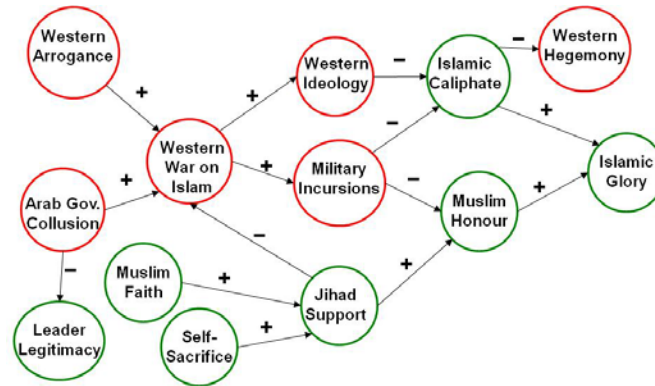 Western
Arrogance
+
Western
Ideology
–
Islamic
Caliphate
–
Western
Hegemony
+
+
Western
War on
Islam
+
Military
Incursions
–
–
Islamic
Glory
Arab Gov.
Collusion
+
Muslim
Honour
+
–
–
Muslim
Faith
+
Jihad
Support
+
Leader
Legitimacy
Self-
Sacrifice
+